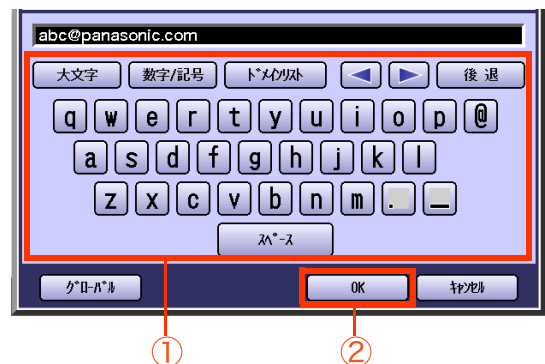 abc@panasonic.com
大文字 数字/記号 ﾄﾞﾒｲﾝﾘｽﾄ 後 退
q w e r t y u i o p @
a s d f g h j k l
z x c v b n m . _
ｽﾍﾟｰｽ
ｸﾞﾛｰﾊﾞﾙ OK ｷｬﾝｾﾙ
① ②